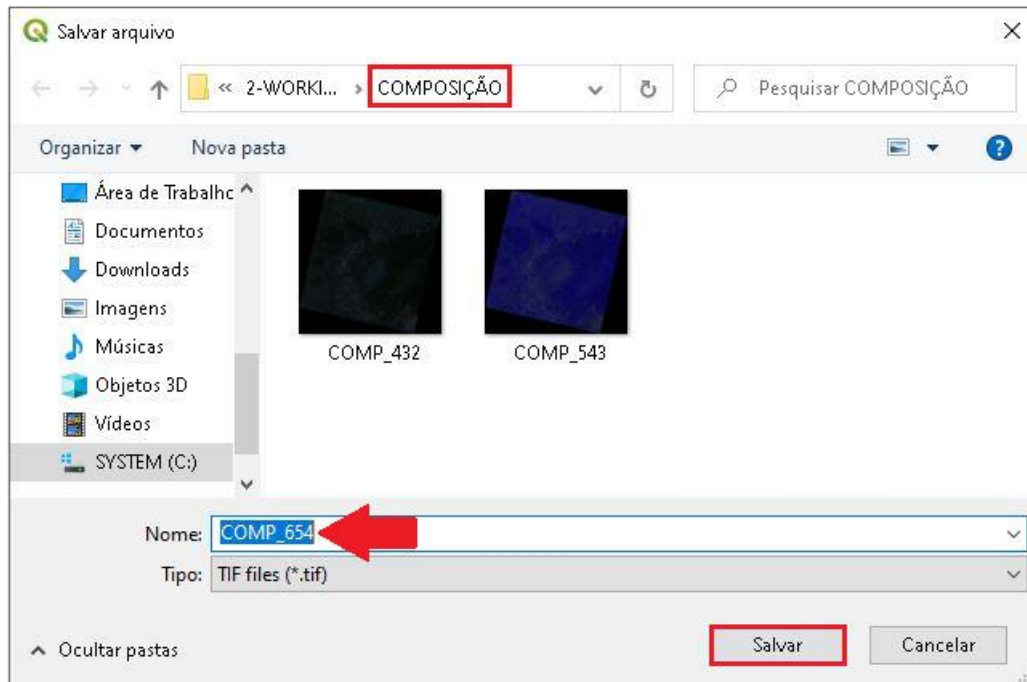 Salvar arquivo
« 2-WORKI... › COMPOSIÇÃO
Pesquisar COMPOSIÇÃO
Organizar
Nova pasta
Área de Trabalhc
Documentos
Downloads
Imagens
Músicas
Objetos 3D
Vídeos
SYSTEM (C:)
COMP_432
COMP_543
Nome: COMP_654
Tipo: TIF files (*.tif)
Ocultar pastas
Salvar
Cancelar